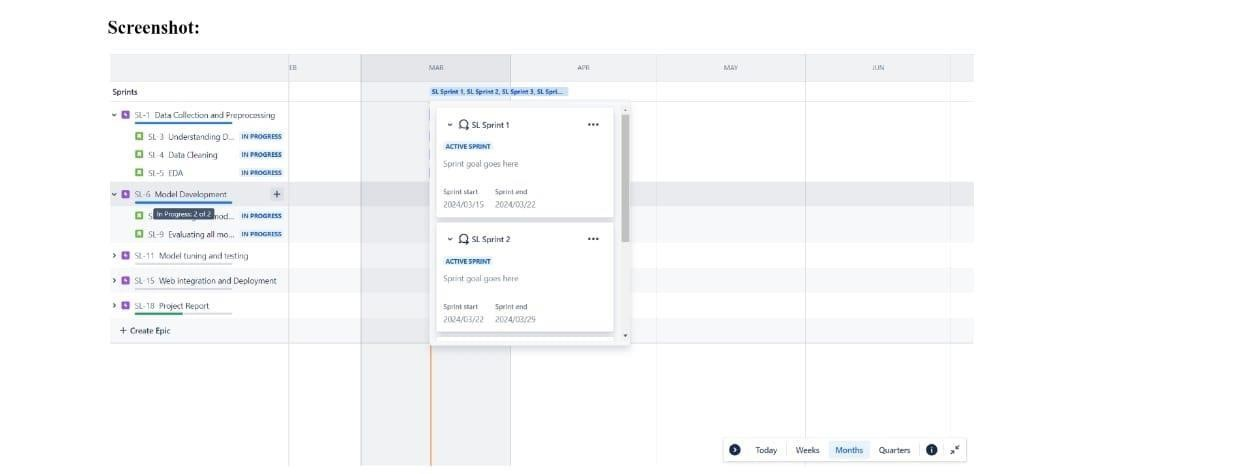 Screenshot:
EB MAR APR MAY JUN
Sprints
SL Sprint 1, SL Sprint 2, SL Sprint 3, SL Spri...
SL-1 Data Collection and Preprocessing
SL-3 Understanding D... IN PROGRESS
SL-4 Data Cleaning IN PROGRESS
SL-5 EDA IN PROGRESS
SL-6 Model Development
In Progress: 2 of 2
mod... IN PROGRESS
SL-9 Evaluating all mo... IN PROGRESS
SL-11 Model tuning and testing
SL-15 Web integration and Deployment
SL-18 Project Report
+ Create Epic
SL Sprint 1
ACTIVE SPRINT
Sprint goal goes here
Sprint start Sprint end
2024/03/15 2024/03/22
SL Sprint 2
ACTIVE SPRINT
Sprint goal goes here
Sprint start Sprint end
2024/03/22 2024/03/29
Today Weeks Months Quarters